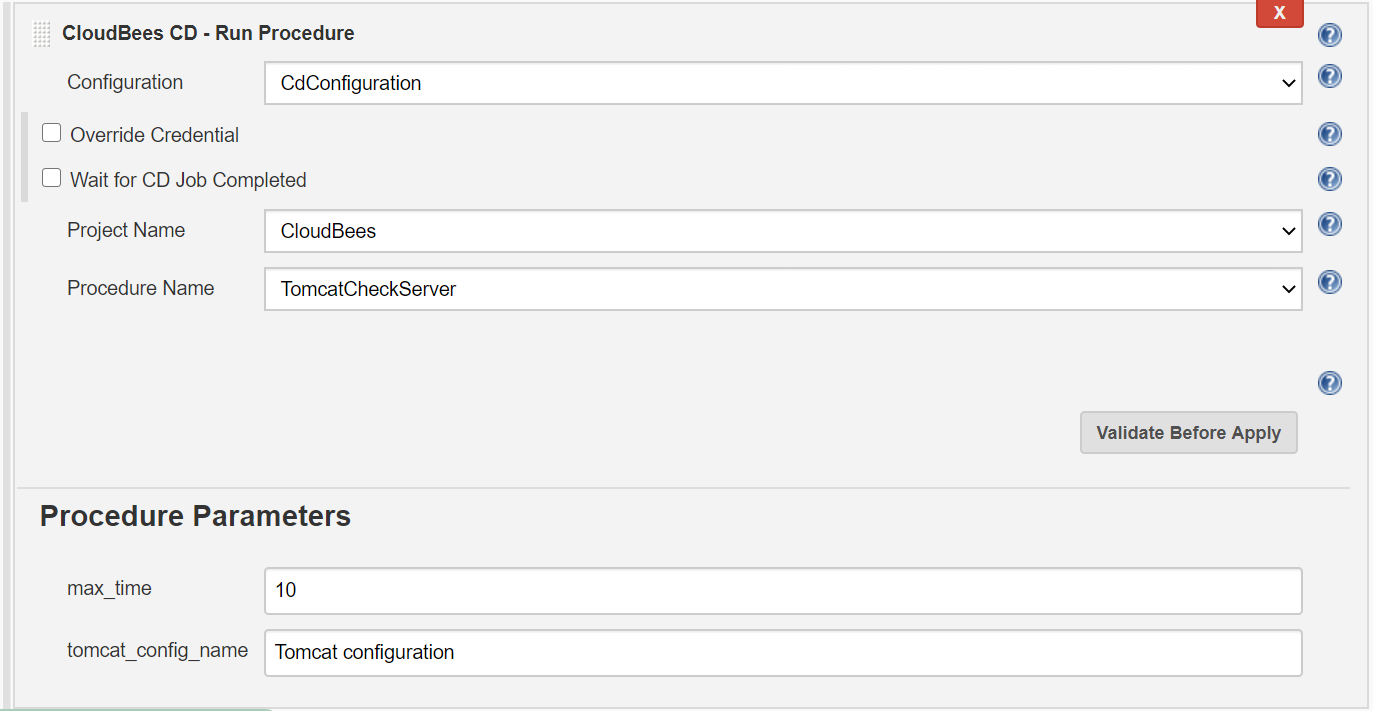 X
CloudBees CD - Run Procedure
?
Configuration CdConfiguration ?
Override Credential ?
Wait for CD Job Completed ?
Project Name CloudBees ?
Procedure Name TomcatCheckServer ?
?
Validate Before Apply
Procedure Parameters
max_time 10
tomcat_config_name Tomcat configuration